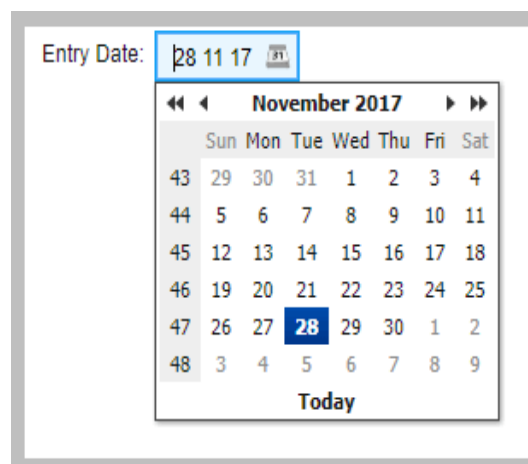 Entry Date: 28 11 17 31
November 2017
Sun Mon Tue Wed Thu Fri Sat
43 29 30 31 1 2 3 4
44 5 6 7 8 9 10 11
45 12 13 14 15 16 17 18
46 19 20 21 22 23 24 25
47 26 27 28 29 30 1 2
48 3 4 5 6 7 8 9
Today